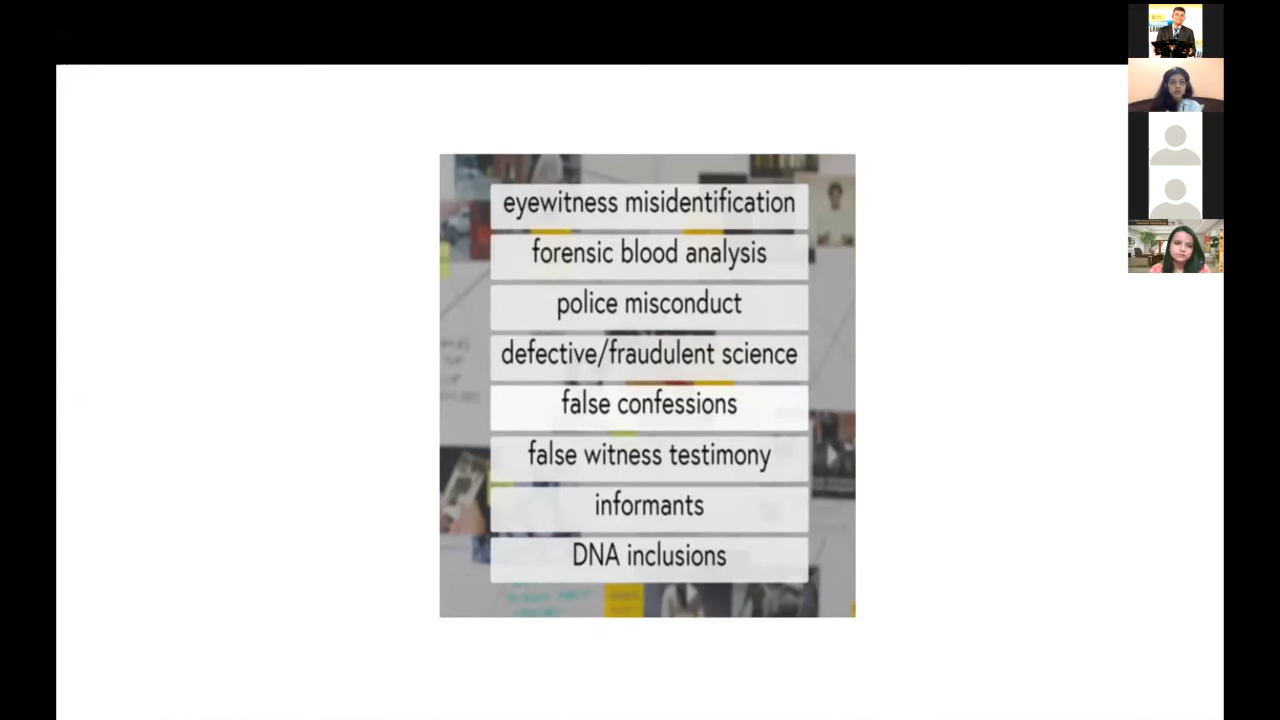 eyewitness misidentification
forensic blood analysis
police misconduct
defective/fraudulent science
false confessions
false witness testimony
informants
DNA inclusions